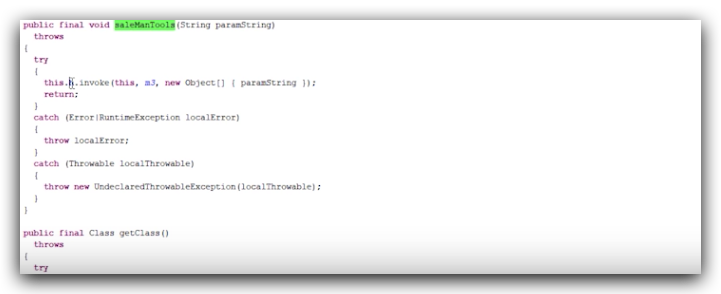 public final void saleManTools(String paramString)
throws
{
try
{
this.h.invoke(this, m3, new Object[] { paramString });
return;
}
catch (Error|RuntimeException localError)
{
throw localError;
}
catch (Throwable localThrowable)
{
throw new UndeclaredThrowableException(localThrowable);
}
}
public final Class getClass()
throws
{
try